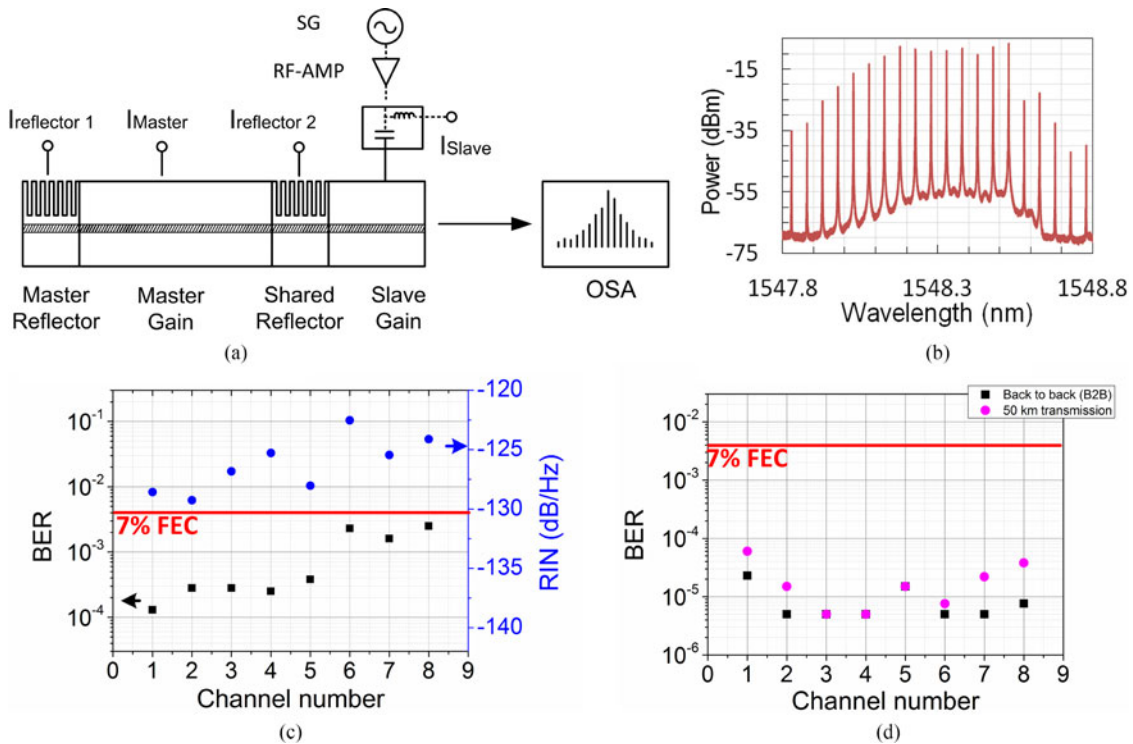 SG
RF-AMP
Ireflector 1
IMaster
Ireflector 2
ISlave
Master Reflector
Master Gain
Shared Reflector
Slave Gain
OSA
(a)
Power (dBm)
-15
-35
-55
-75
1547.8
1548.3
1548.8
Wavelength (nm)
(b)
BER
10-1
10-2
10-3
10-4
7% FEC
-120
-125
-130
-135
-140
RIN (dB/Hz)
0 1 2 3 4 5 6 7 8 9
Channel number
(c)
Back to back (B2B)
50 km transmission
BER
10-2
10-3
10-4
10-5
10-6
7% FEC
0 1 2 3 4 5 6 7 8 9
Channel number
(d)